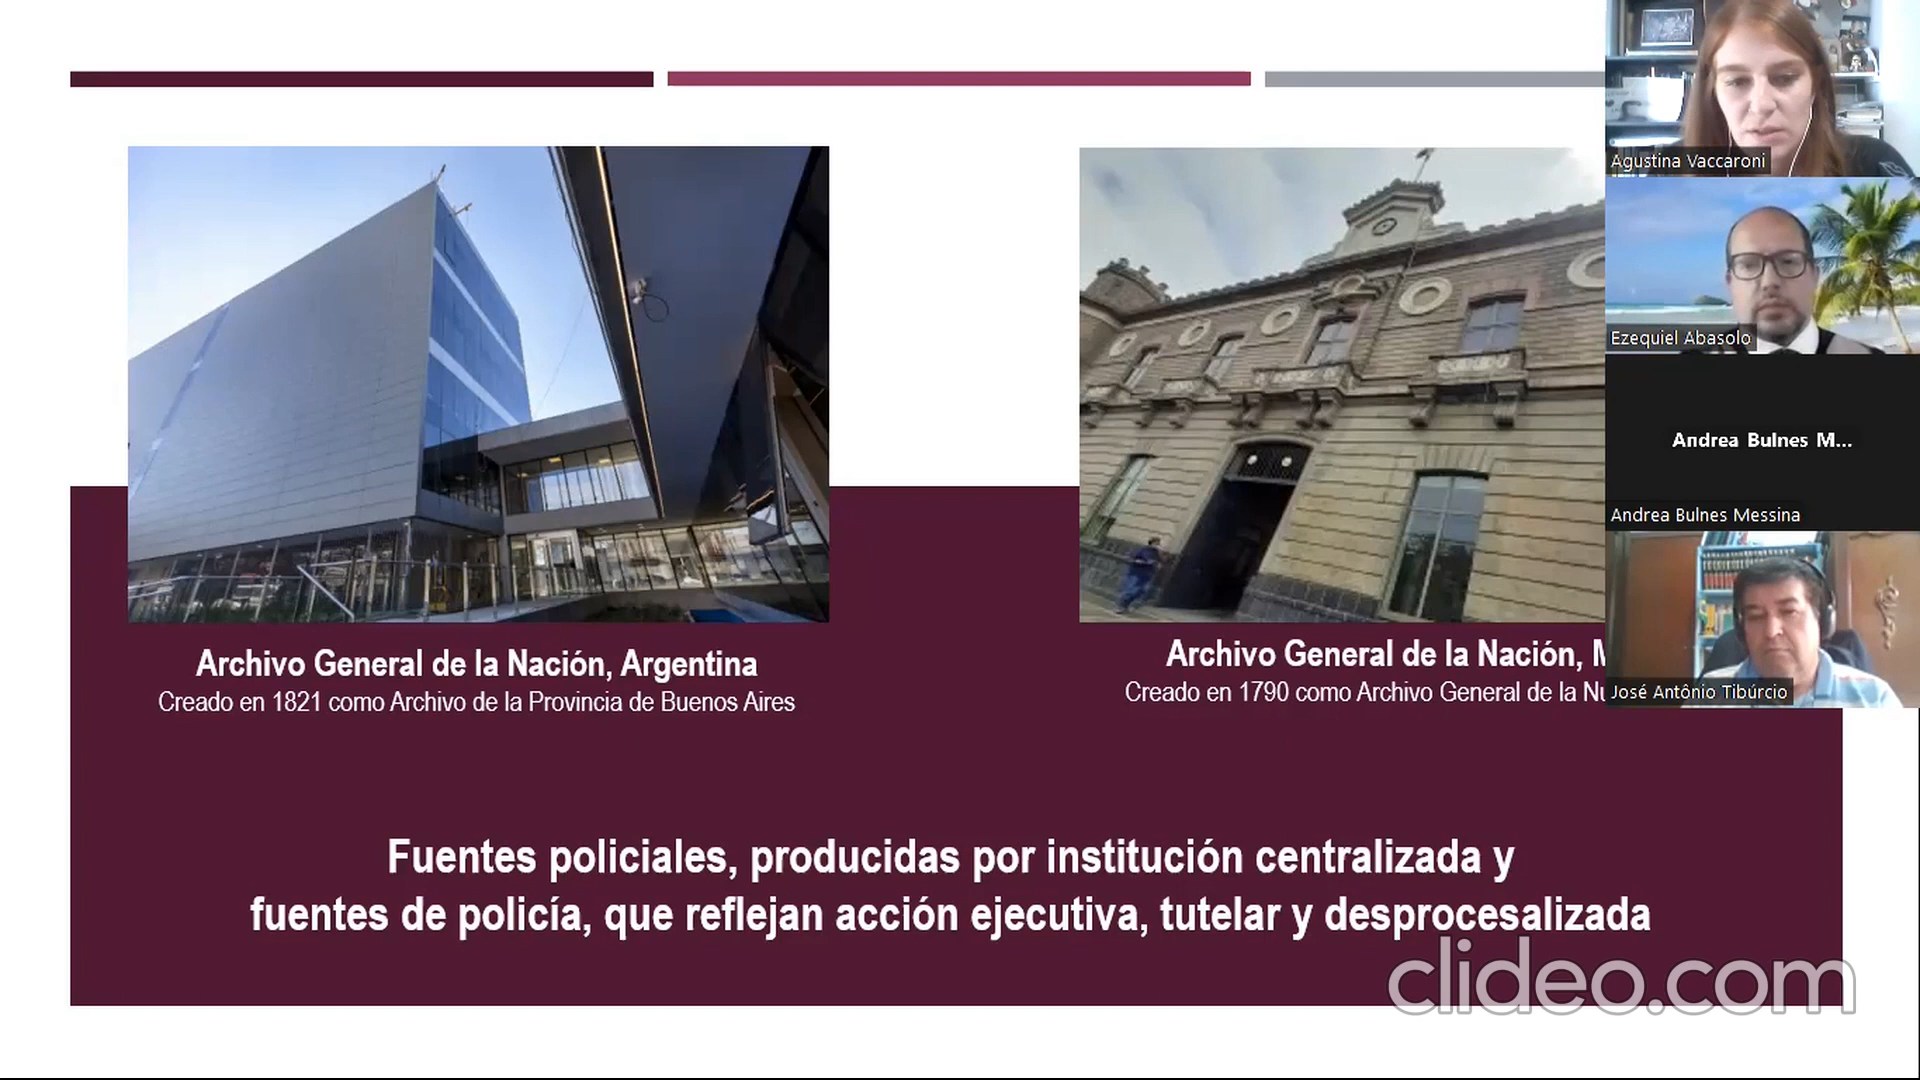 Archivo General de la Nación, Argentina
Creado en 1821 como Archivo de la Provincia de Buenos Aires
Archivo General de la Nación,
Creado en 1790 como Archivo General de la
Fuentes policiales, producidas por institución centralizada y
fuentes de policía, que reflejan acción ejecutiva, tutelar y desprocesalizada
Agustina Vaccaroni
Ezequiel Abasolo
Andrea Bulnes M...
Andrea Bulnes Messina
José Antônio Tibúrcio
clideo.com